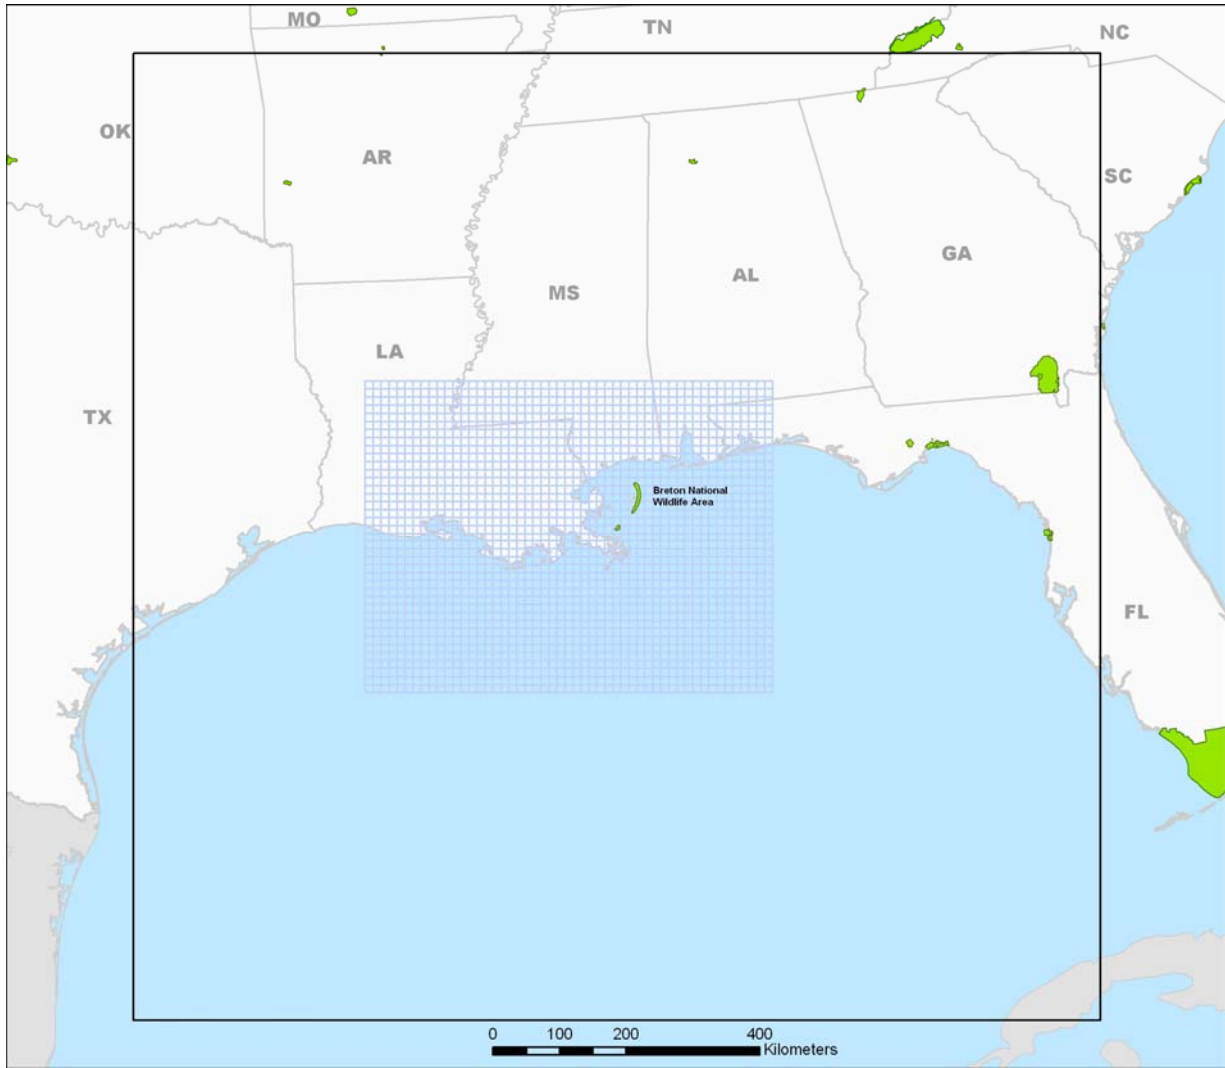 MO
TN
NC
OK
AR
SC
GA
AL
MS
LA
TX
Breton National
Wildlife Area
FL
0 100 200 400
Kilometers